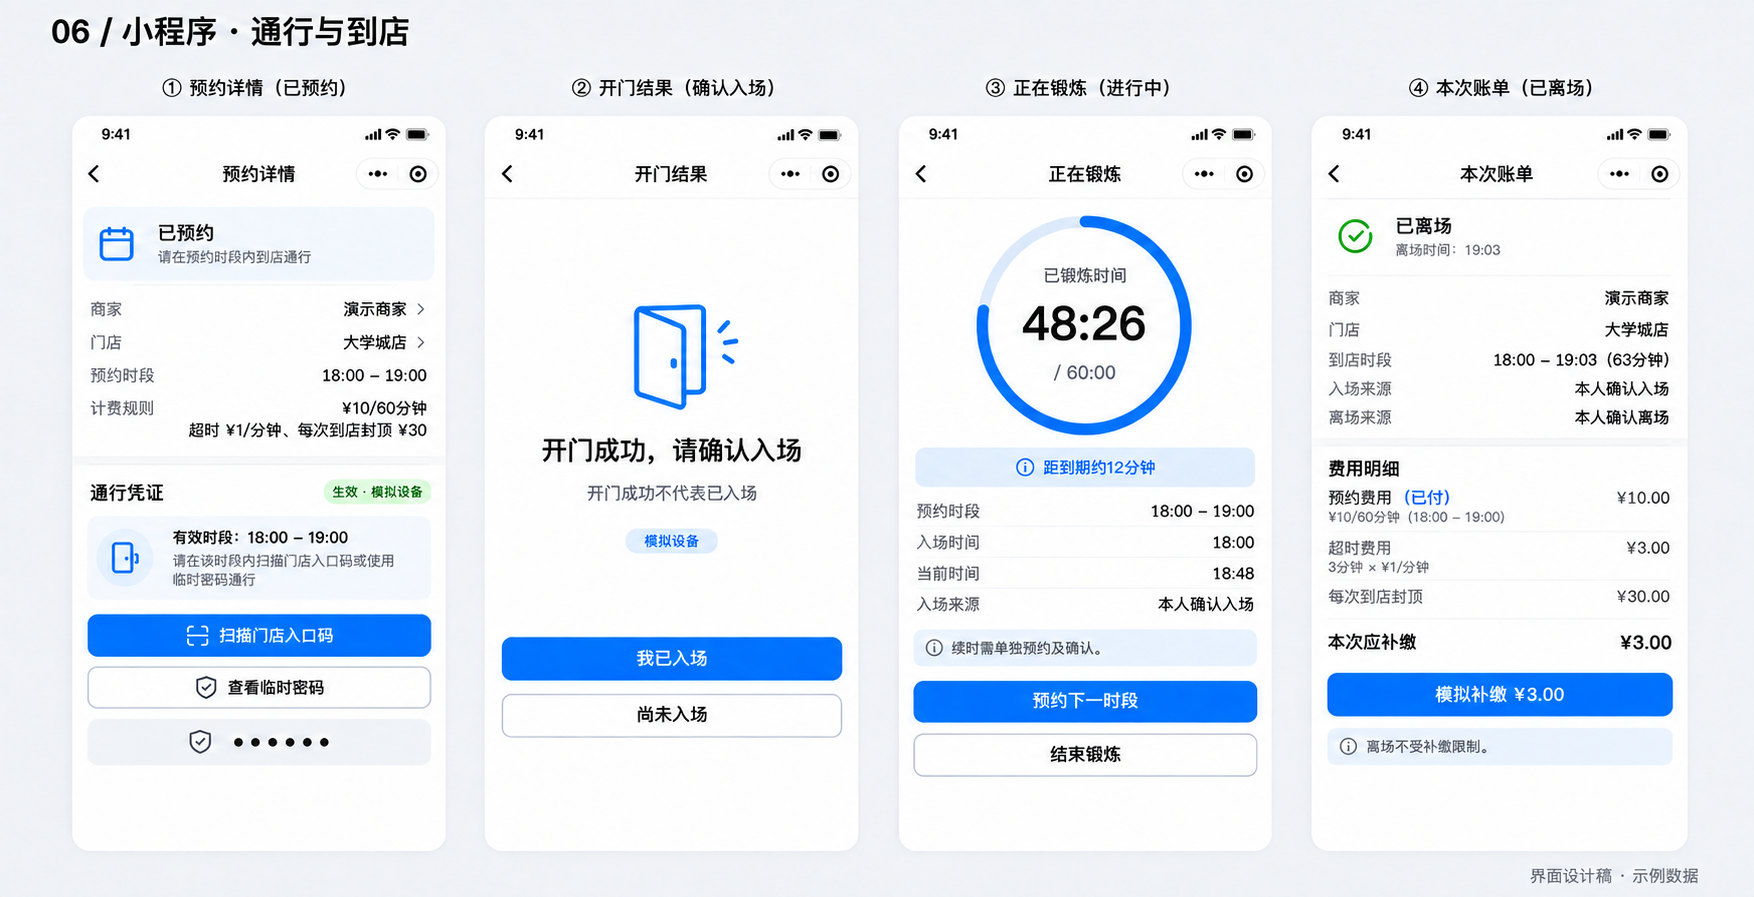 06 / 小程序 · 通行与到店
① 预约详情（已预约）
9:41
预约详情
已预约
请在预约时段内到店通行
商家 演示商家
门店 大学城店
预约时段 18:00 – 19:00
计费规则 ¥10/60分钟
超时 ¥1/分钟、每次到店封顶 ¥30
通行凭证 生效 · 模拟设备
有效时段：18:00 – 19:00
请在该时段内扫描门店入口码或使用
临时密码通行
扫描门店入口码
查看临时密码
② 开门结果（确认入场）
9:41
开门结果
开门成功，请确认入场
开门成功不代表已入场
模拟设备
我已入场
尚未入场
③ 正在锻炼（进行中）
9:41
正在锻炼
已锻炼时间
48:26
/ 60:00
距到期约12分钟
预约时段 18:00 – 19:00
入场时间 18:00
当前时间 18:48
入场来源 本人确认入场
续时需单独预约及确认。
预约下一时段
结束锻炼
④ 本次账单（已离场）
9:41
本次账单
已离场
离场时间：19:03
商家 演示商家
门店 大学城店
到店时段 18:00 – 19:03（63分钟）
入场来源 本人确认入场
离场来源 本人确认离场
费用明细
预约费用（已付） ¥10.00
¥10/60分钟（18:00 – 19:00）
超时费用 ¥3.00
3分钟 × ¥1/分钟
每次到店封顶 ¥30.00
本次应补缴 ¥3.00
模拟补缴 ¥3.00
离场不受补缴限制。
界面设计稿 · 示例数据